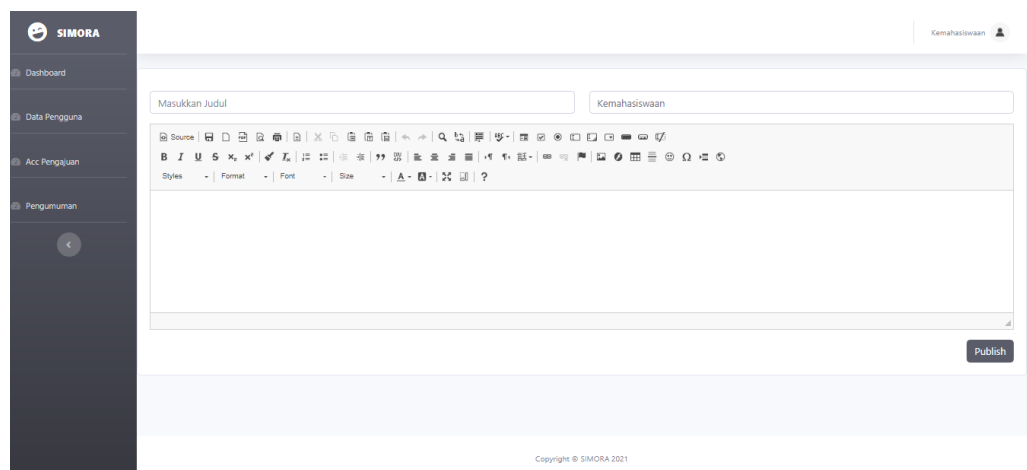 SIMORA
Kemahasiswaan
Dashboard
Data Pengguna
Acc Pengajuan
Pengumuman
Masukkan Judul
Kemahasiswaan
Source
Styles Format Font Size
Publish
Copyright © SIMORA 2021